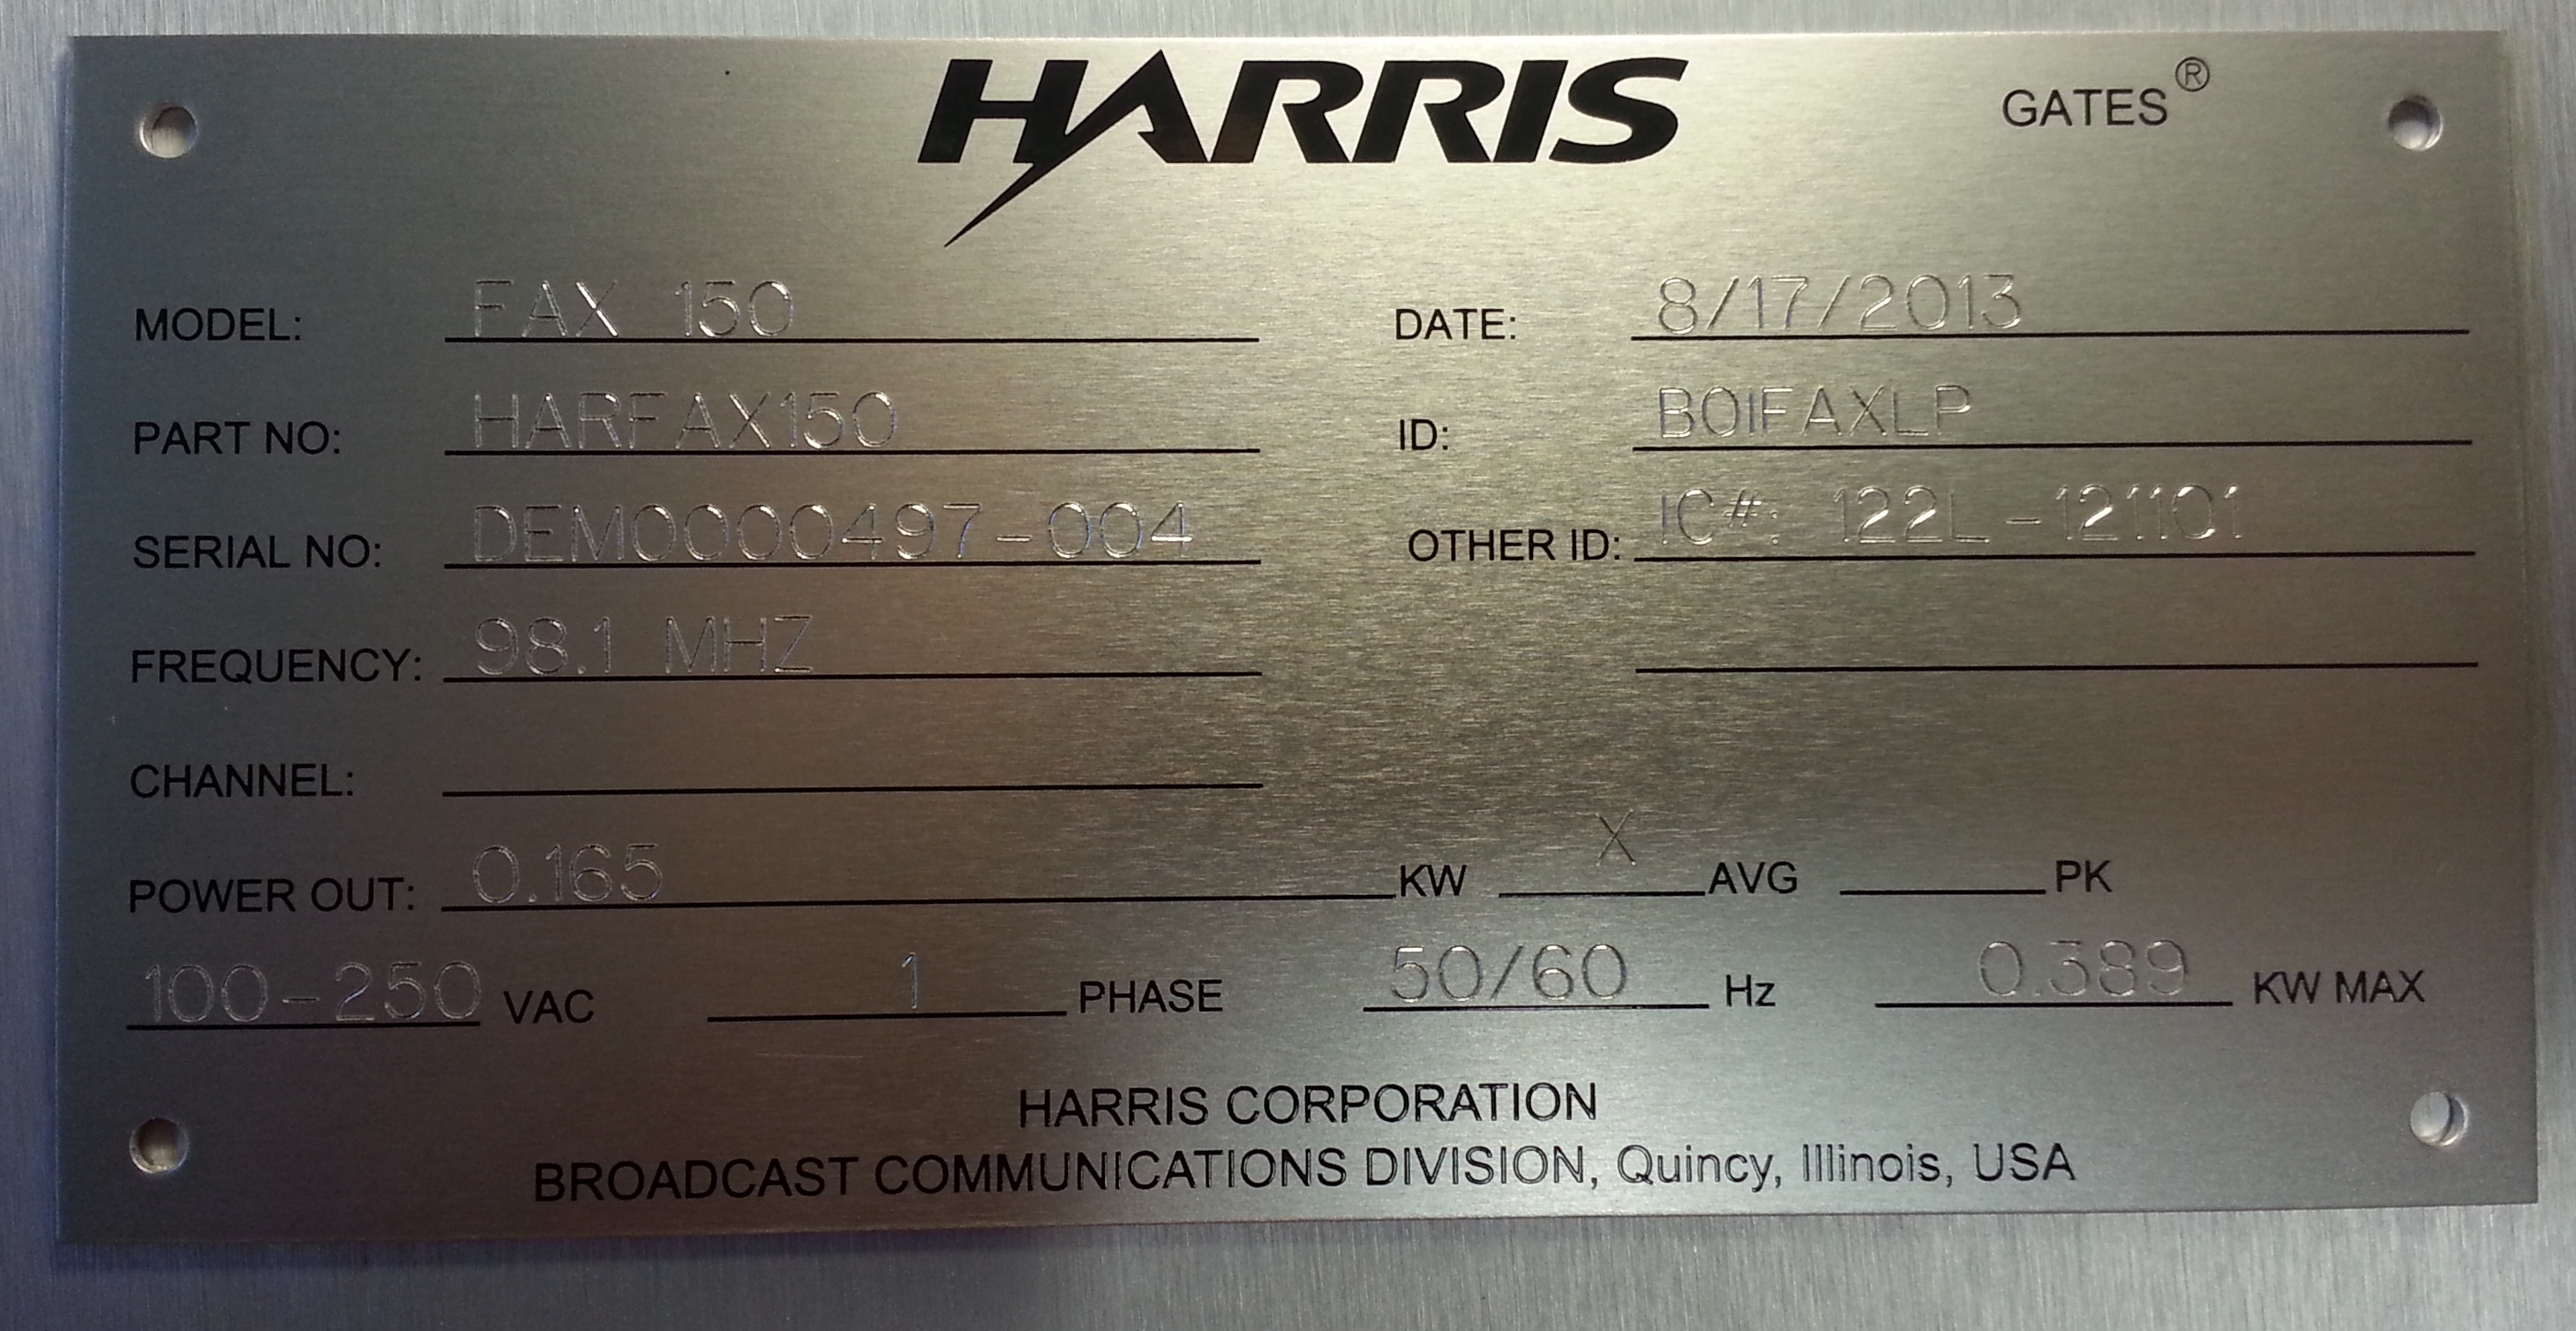 HARRIS GATES®
MODEL: FAX 150 DATE: 8/17/2013
PART NO: HARFAX150 ID: BOIFAXLP
SERIAL NO: DEM0000497-004 OTHER ID: IC#: 122L-121101
FREQUENCY: 98.1 MHZ
CHANNEL:
POWER OUT: 0.165 KW X AVG PK
100-250 VAC 1 PHASE 50/60 Hz 0.389 KW MAX
HARRIS CORPORATION
BROADCAST COMMUNICATIONS DIVISION, Quincy, Illinois, USA